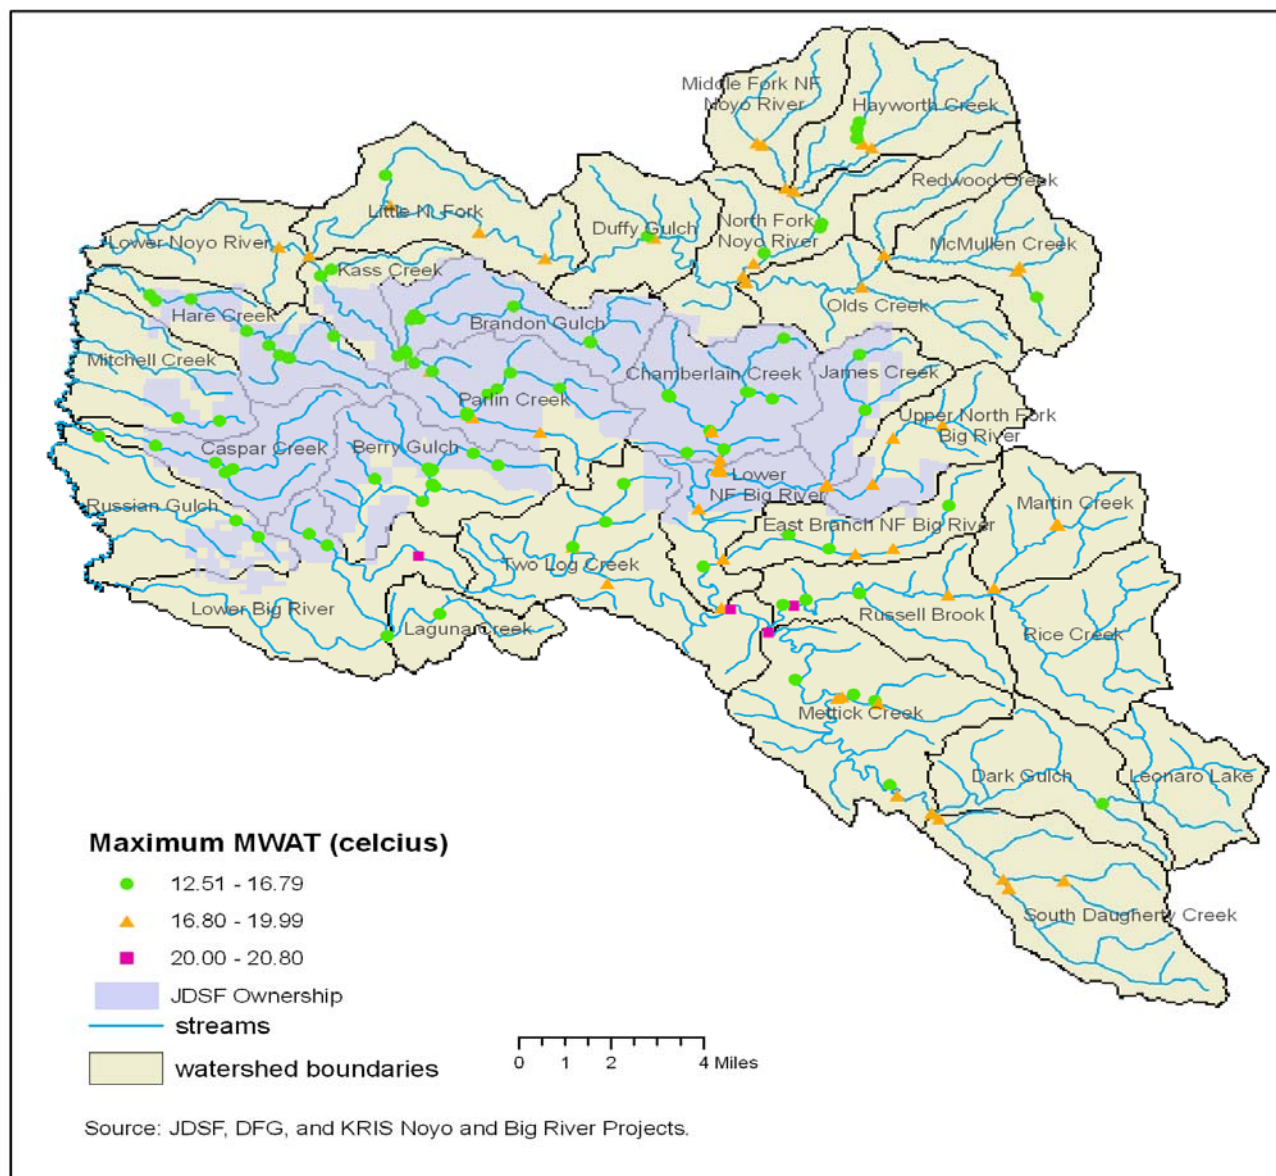 Middle Fork NF
Noyo River
Hayworth Creek
Redwood Creek
Little N. Fork
Duffy Gulch
North Fork
Noyo River
McMullen Creek
Lower Noyo River
Kass Creek
Olds Creek
Hare Creek
Brandon Gulch
Mitchell Creek
Chamberlain Creek
James Creek
Parlin Creek
Upper North Fork
Big River
Caspar Creek
Berry Gulch
Lower
NF Big River
Russian Gulch
Martin Creek
East Branch NF Big River
Two Log Creek
Lower Big River
Laguna Creek
Russell Brook
Rice Creek
Mettick Creek
Dark Gulch
Leonaro Lake
South Daugherty Creek
Maximum MWAT (celcius)
12.51 - 16.79
16.80 - 19.99
20.00 - 20.80
JDSF Ownership
streams
watershed boundaries
0 1 2 4 Miles
Source: JDSF, DFG, and KRIS Noyo and Big River Projects.